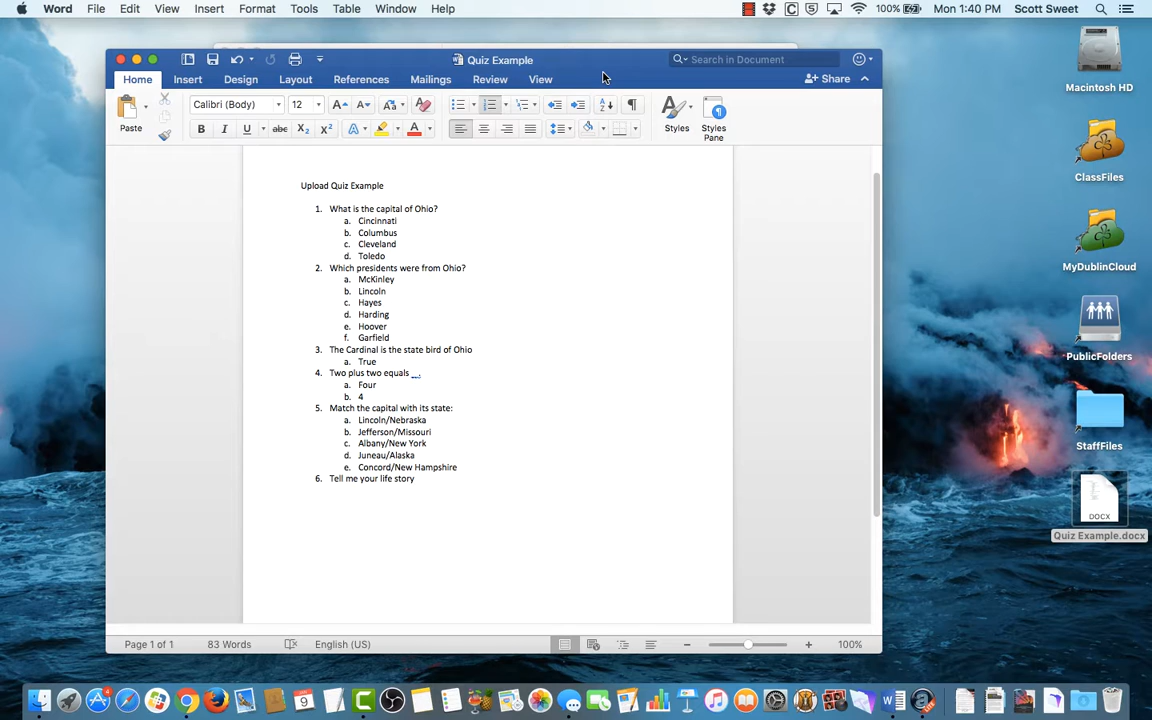 Word File Edit View Insert Format Tools Table Window Help 100% Mon 1:40 PM Scott Sweet
Quiz Example
Search in Document
Home Insert Design Layout References Mailings Review View Share
Paste Calibri (Body) 12 Styles Styles Pane
Upload Quiz Example
1. What is the capital of Ohio?
a. Cincinnati
b. Columbus
c. Cleveland
d. Toledo
2. Which presidents were from Ohio?
a. McKinley
b. Lincoln
c. Hayes
d. Harding
e. Hoover
f. Garfield
3. The Cardinal is the state bird of Ohio
a. True
4. Two plus two equals __.
a. Four
b. 4
5. Match the capital with its state:
a. Lincoln/Nebraska
b. Jefferson/Missouri
c. Albany/New York
d. Juneau/Alaska
e. Concord/New Hampshire
6. Tell me your life story
Page 1 of 1 83 Words English (US) 100%
Macintosh HD
ClassFiles
MyDublinCloud
PublicFolders
StaffFiles
DOCX
Quiz Example.docx